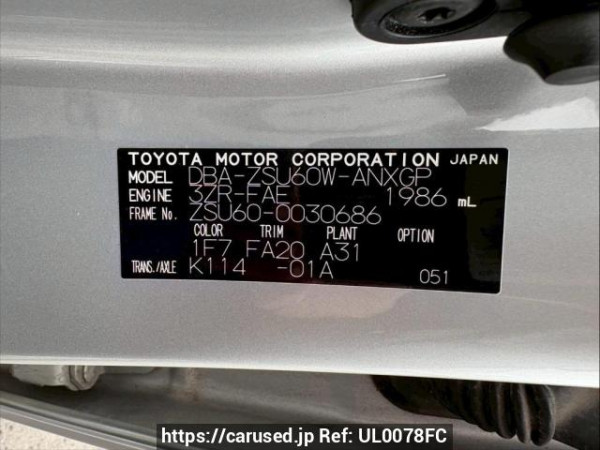 TOYOTA MOTOR CORPORATION JAPAN
MODEL DBA-ZSU60W-ANXGP
ENGINE 3ZR-FAE 1986 mL
FRAME No. ZSU60-0030686
COLOR TRIM PLANT OPTION
1F7 FA20 A31
TRANS./AXLE K114 -01A 051
https://carused.jp Ref: UL0078FC